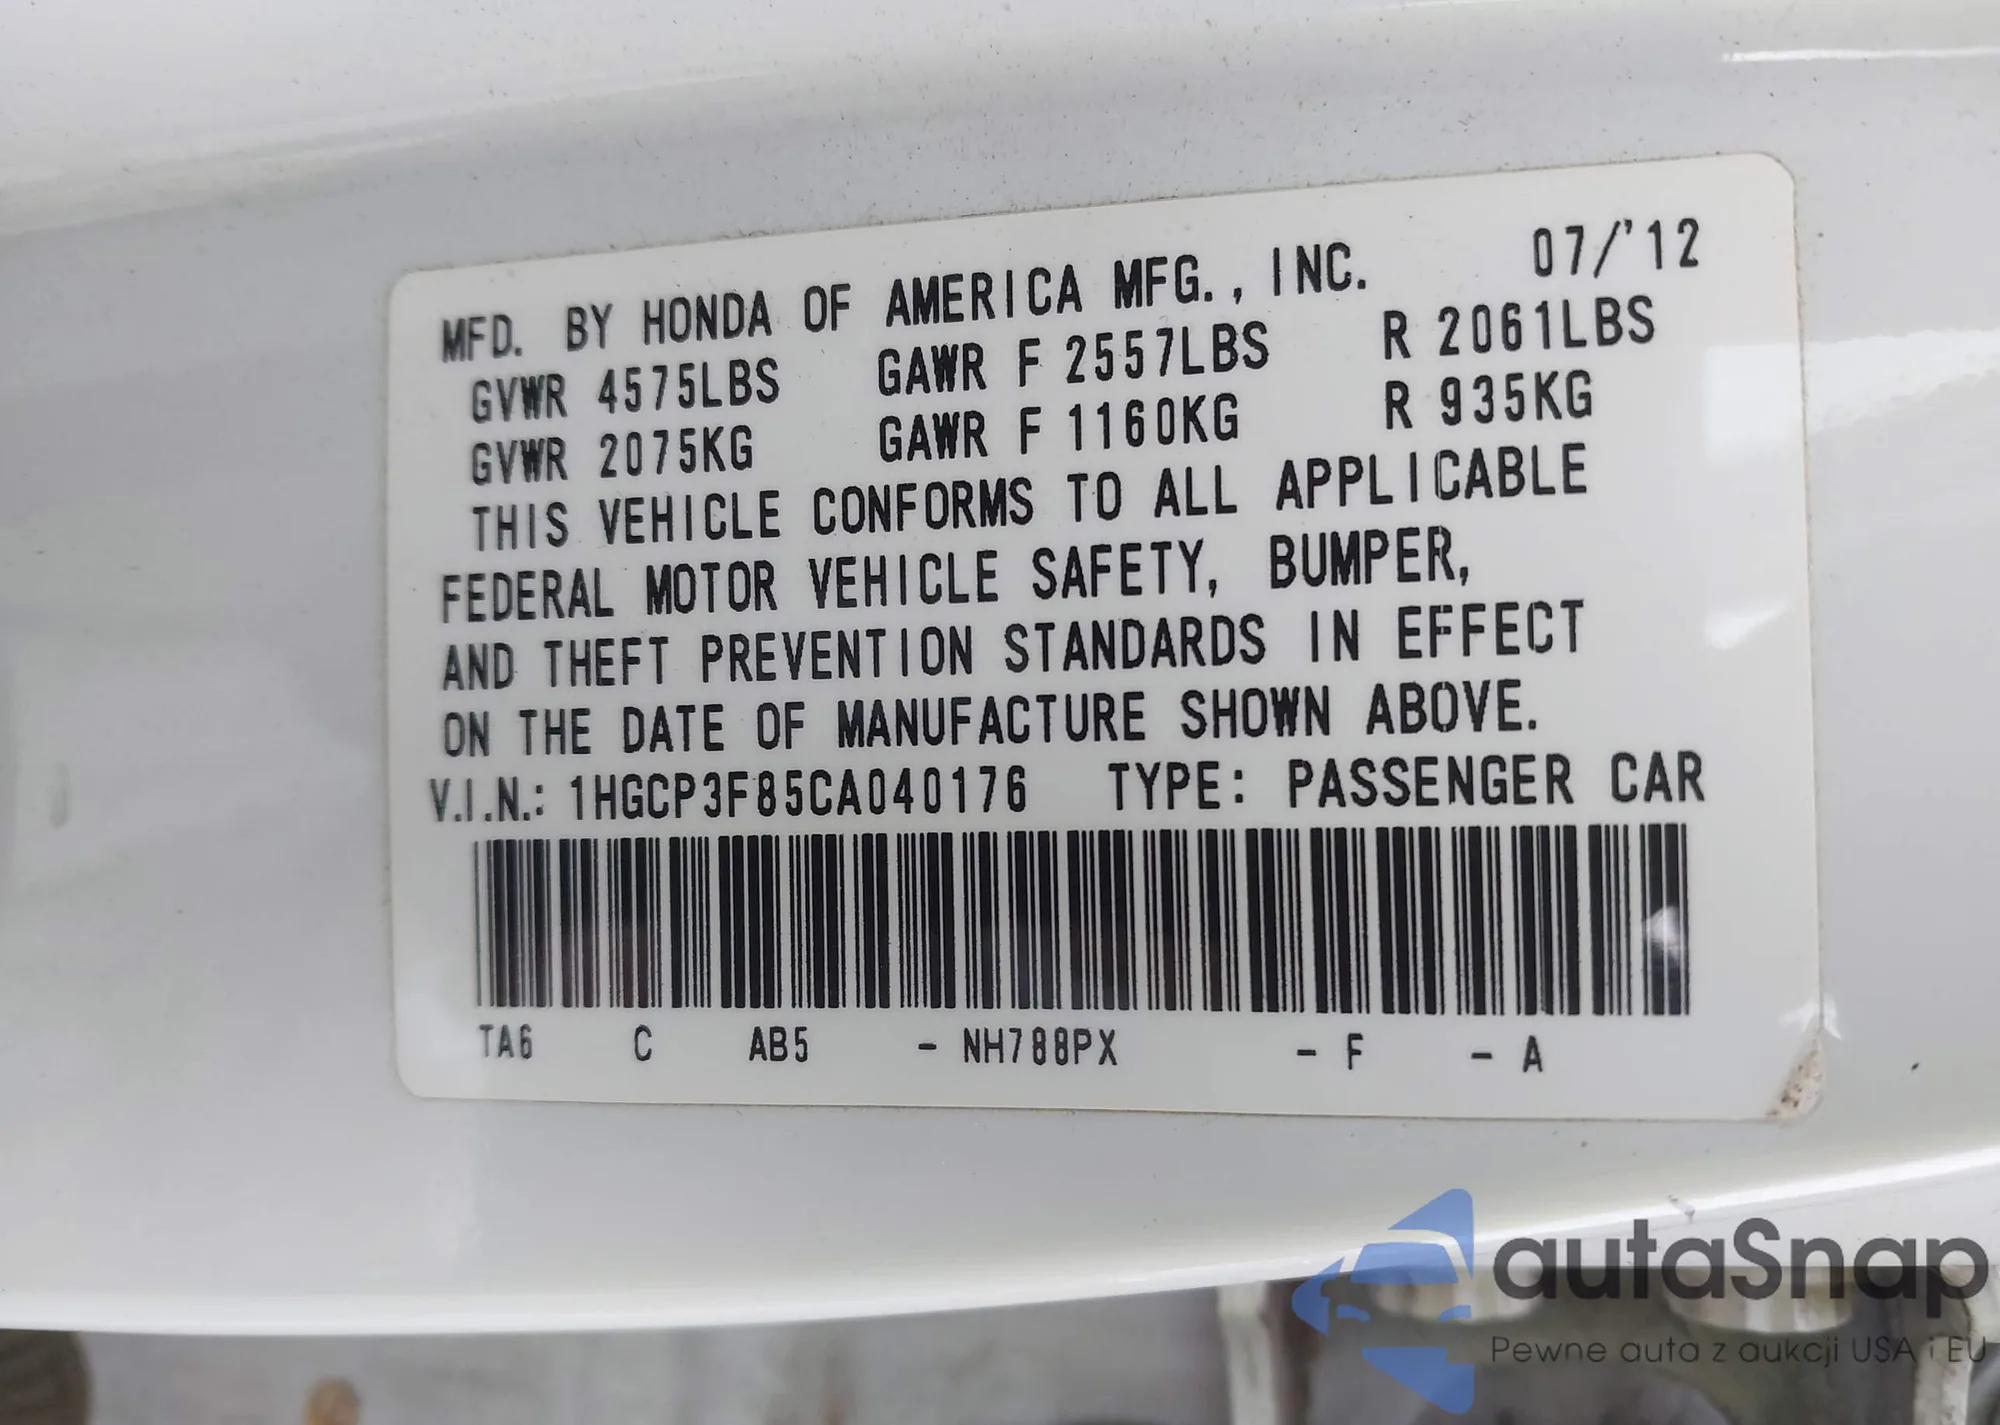 MFD. BY HONDA OF AMERICA MFG., INC. 07/'12
GVWR 4575LBS GAWR F 2557LBS R 2061LBS
GVWR 2075KG GAWR F 1160KG R 935KG
THIS VEHICLE CONFORMS TO ALL APPLICABLE
FEDERAL MOTOR VEHICLE SAFETY, BUMPER,
AND THEFT PREVENTION STANDARDS IN EFFECT
ON THE DATE OF MANUFACTURE SHOWN ABOVE.
V.I.N.: 1HGCP3F85CA040176 TYPE: PASSENGER CAR
TA6 C AB5 - NH788PX - F - A
autaSnap
Pewne auta z aukcji USA i EU